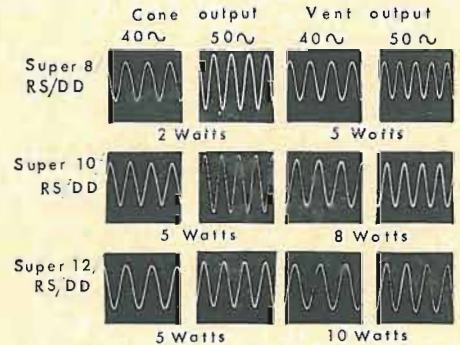 Cone output Vent output
40∿ 50∿ 40∿ 50∿
Super 8
RS/DD
2 Watts 5 Watts
Super 10
RS/DD
5 Watts 8 Watts
Super 12,
RS/DD
5 Watts 10 Watts